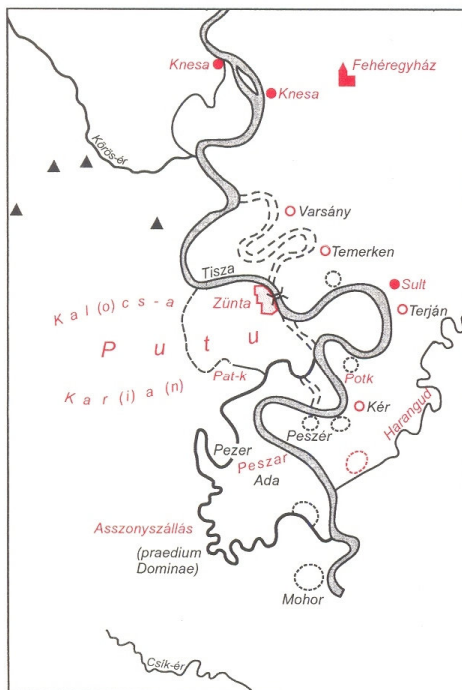 Knesa
Fehéregyház
Knesa
Körös-ér
Varsány
Temerken
Tisza
Sult
Zünta
Terján
Kal(o)cs-a
Putu
Pat-k
Potk
Kar(i)a(n)
Kér
Harangud
Peszér
Pezer
Peszar
Ada
Asszonyszállás
(praedium
Dominae)
Mohor
Csík-ér